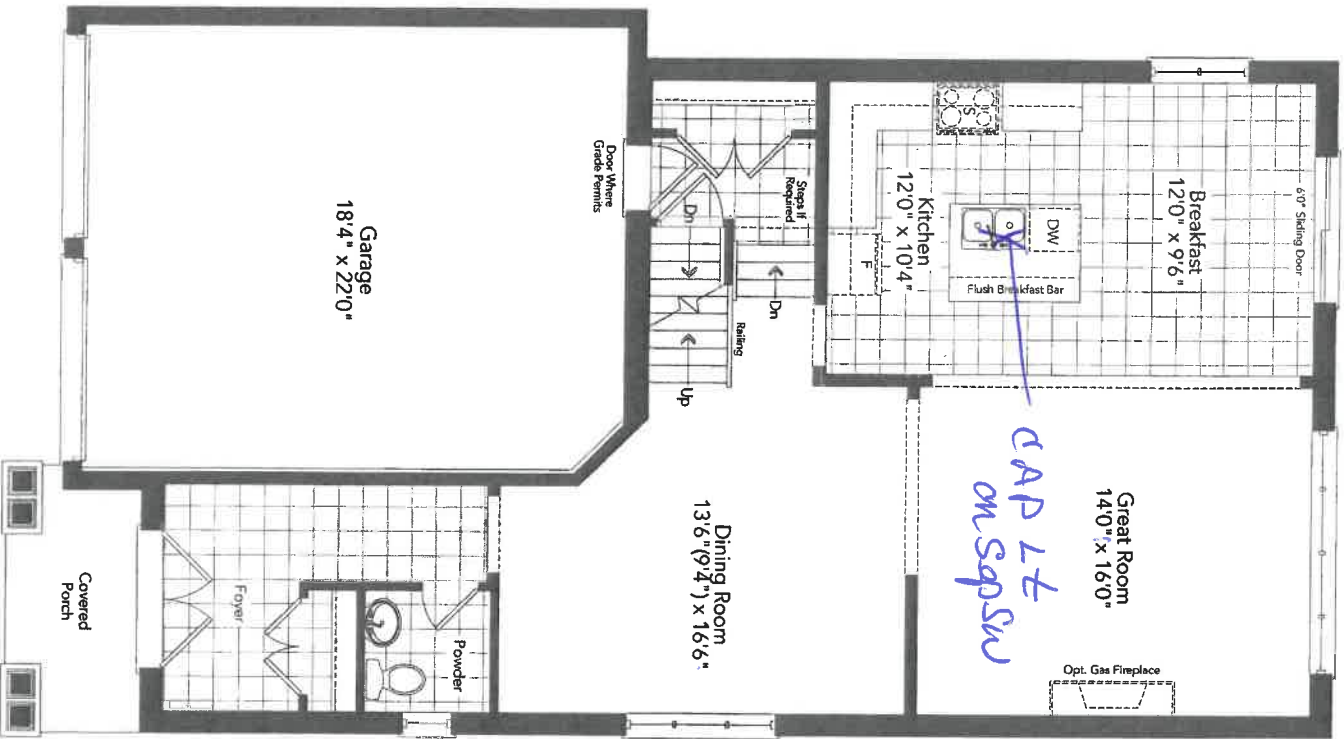 6'0" Sliding Door
Breakfast
12'0" x 9'6"
DW
Flush Breakfast Bar
S
Kitchen
12'0" x 10'4"
F
CAP Lt
on SepSw
Great Room
14'0" x 16'0"
Opt. Gas Fireplace
Steps If
Required
Dn
Dn
Railing
Up
Door Where
Grade Permits
Garage
18'4" x 22'0"
Dining Room
13'6"(9'4") x 16'6"
Powder
Foyer
Covered
Porch